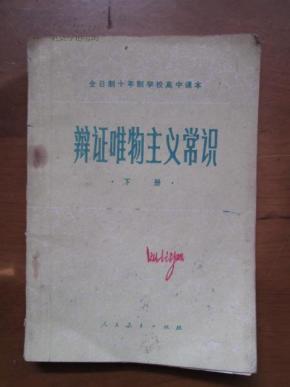 全日制十年制学校高中课本
辩证唯物主义常识
·下册·
人民教育出版社